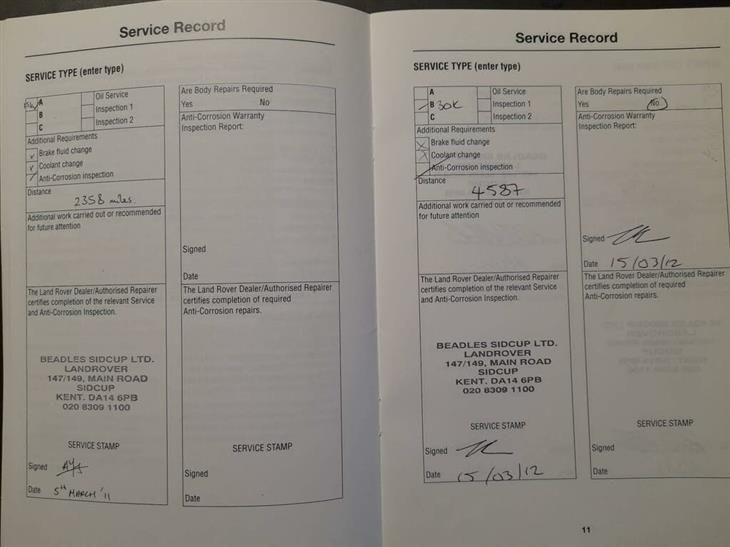 Service Record
SERVICE TYPE (enter type)
A
B
C
Oil Service
Inspection 1
Inspection 2
Additional Requirements
Brake fluid change
Coolant change
Anti-Corrosion inspection
Distance
2358 miles.
Additional work carried out or recommended
for future attention
The Land Rover Dealer/Authorised Repairer
certifies completion of the relevant Service
and Anti-Corrosion Inspection.
BEADLES SIDCUP LTD.
LANDROVER
147/149, MAIN ROAD
SIDCUP
KENT. DA14 6PB
020 8309 1100
SERVICE STAMP
Signed
Date 5TH MARCH '11
Are Body Repairs Required
Yes No
Anti-Corrosion Warranty
Inspection Report:
Signed
Date
The Land Rover Dealer/Authorised Repairer
certifies completion of required
Anti-Corrosion repairs.
SERVICE STAMP
Signed
Date
Service Record
SERVICE TYPE (enter type)
A
B 30K
C
Oil Service
Inspection 1
Inspection 2
Additional Requirements
Brake fluid change
Coolant change
Anti-Corrosion inspection
Distance
4587
Additional work carried out or recommended
for future attention
The Land Rover Dealer/Authorised Repairer
certifies completion of the relevant Service
and Anti-Corrosion Inspection.
BEADLES SIDCUP LTD.
LANDROVER
147/149, MAIN ROAD
SIDCUP
KENT. DA14 6PB
020 8309 1100
SERVICE STAMP
Signed
Date 15/03/12
Are Body Repairs Required
Yes No
Anti-Corrosion Warranty
Inspection Report:
Signed
Date 15/03/12
The Land Rover Dealer/Authorised Repairer
certifies completion of required
Anti-Corrosion repairs.
SERVICE STAMP
Signed
Date
11